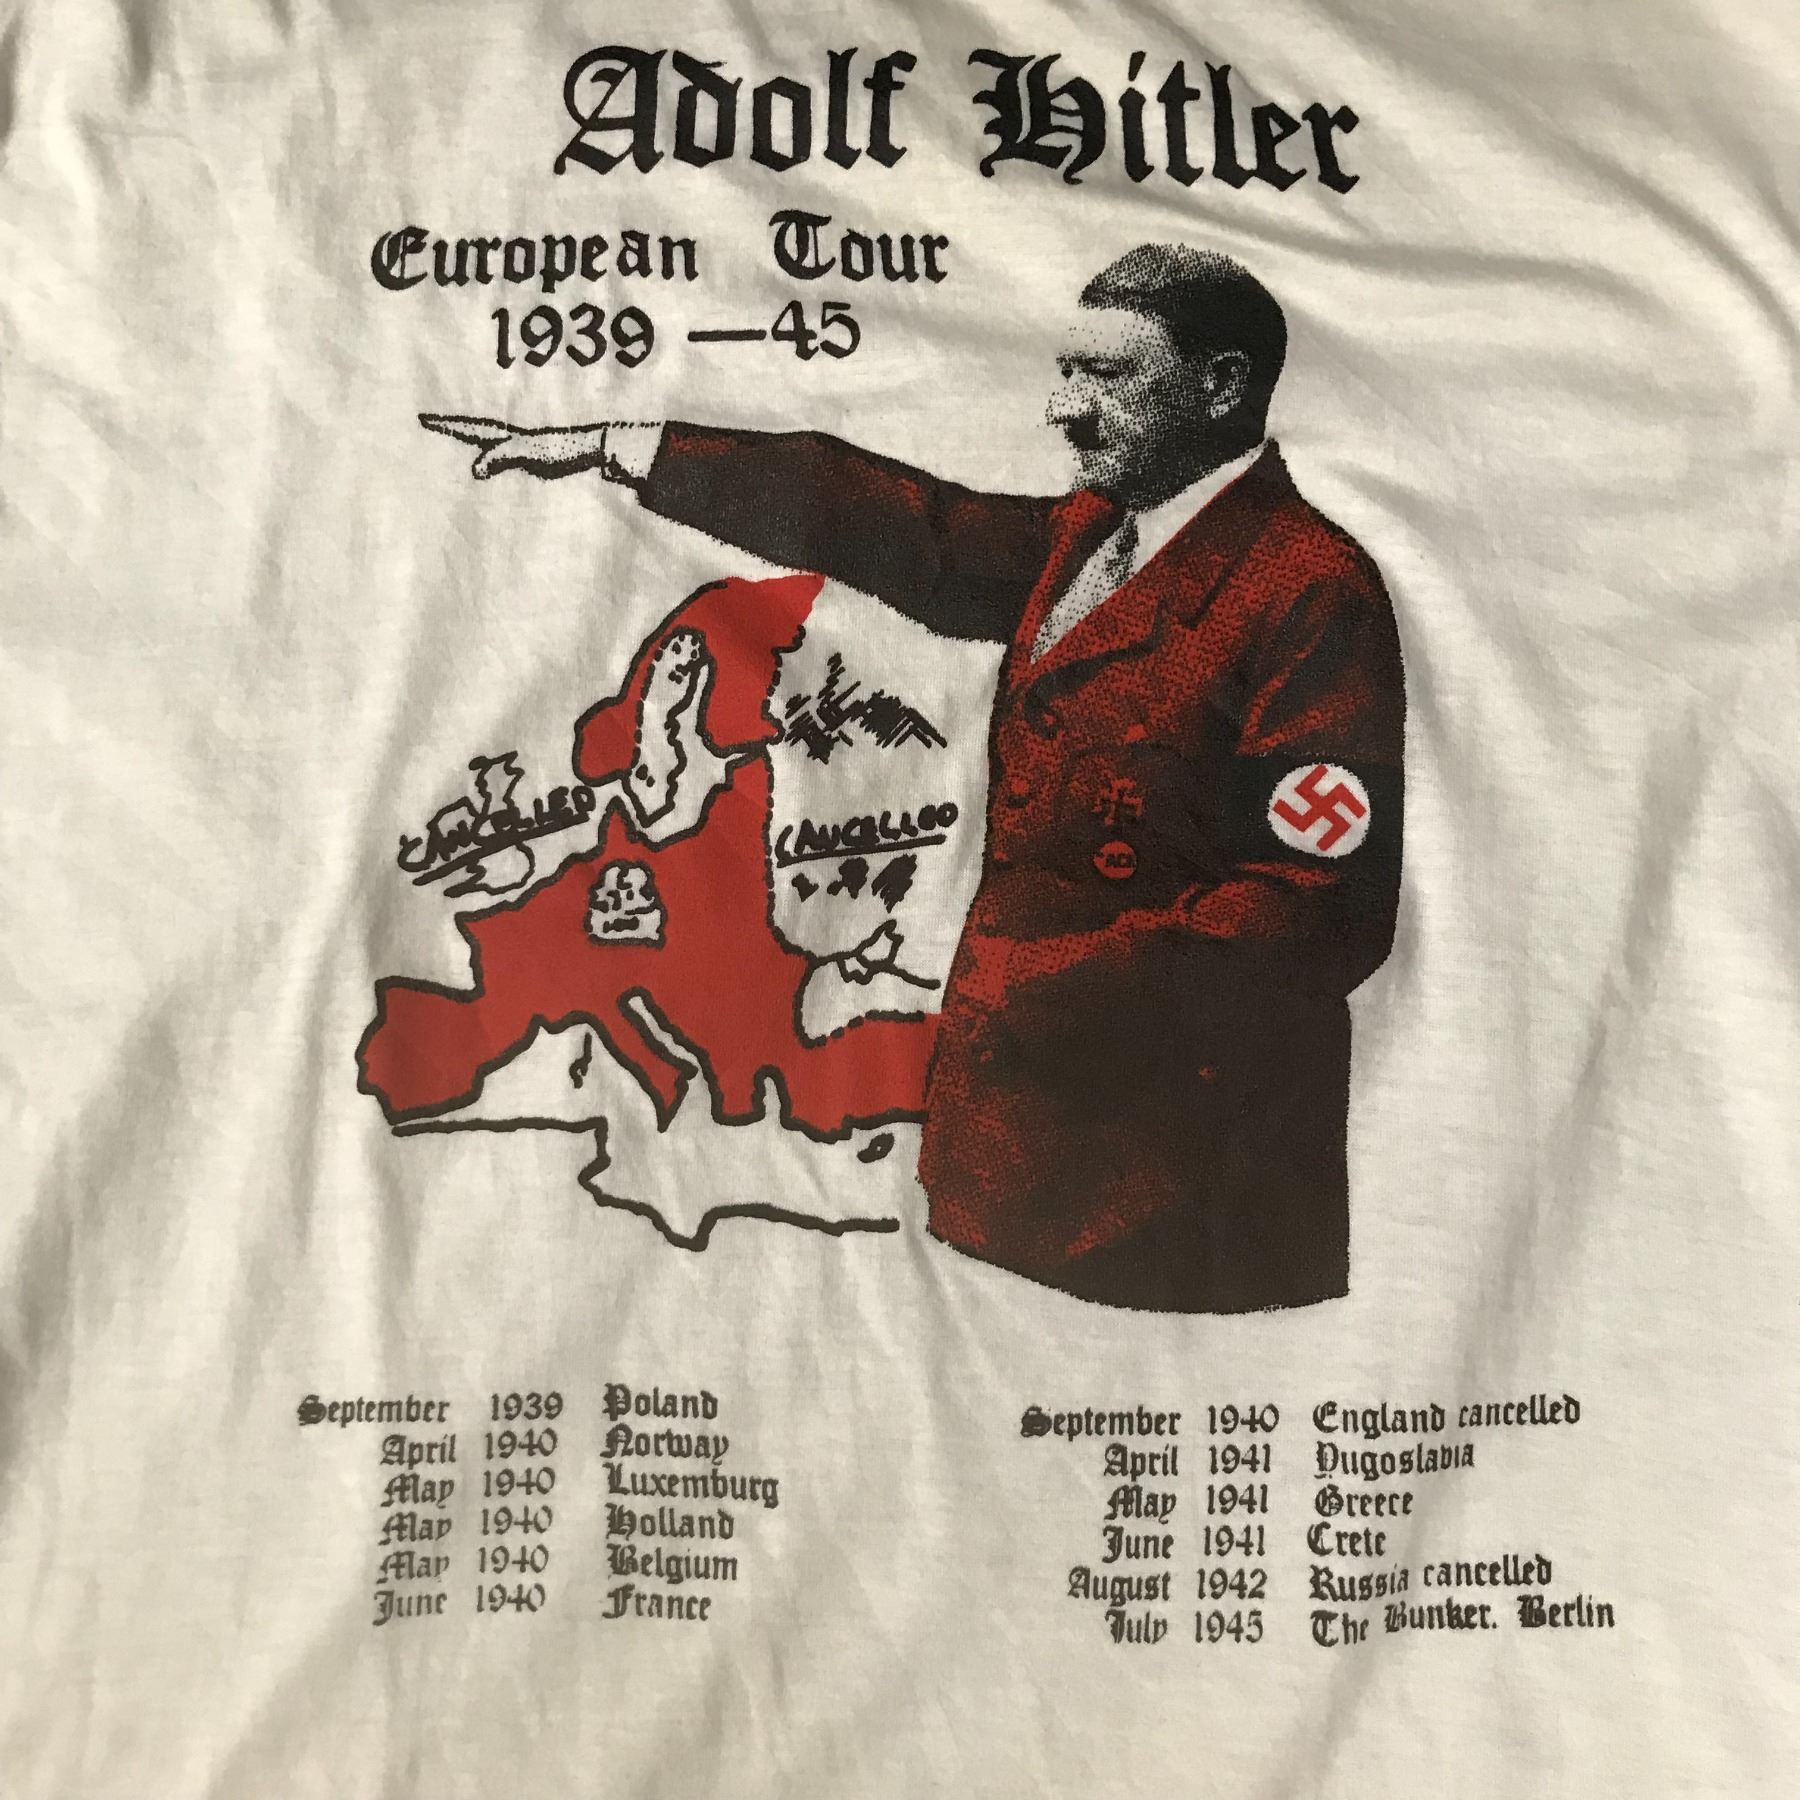 Adolf Hitler
European Tour
1939 — 45
CANCELLED
CANCELLED
September 1939 Poland
April 1940 Norway
May 1940 Luxemburg
May 1940 Holland
May 1940 Belgium
June 1940 France
September 1940 England cancelled
April 1941 Yugoslavia
May 1941 Greece
June 1941 Crete
August 1942 Russia cancelled
July 1945 The Bunker. Berlin